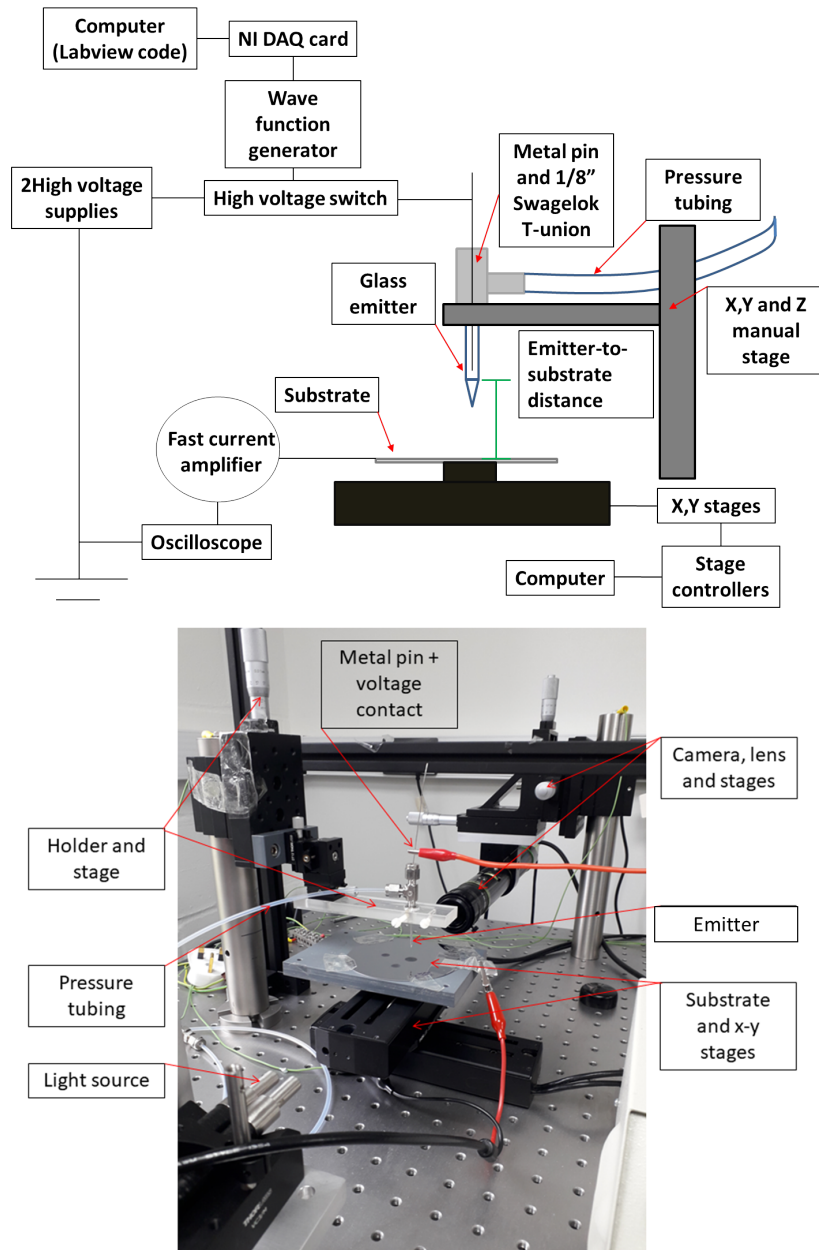 Computer
(Labview code)
NI DAQ card
Wave
function
generator
2High voltage
supplies
High voltage switch
Metal pin
and 1/8”
Swagelok
T-union
Pressure
tubing
Glass
emitter
X,Y and Z
manual
stage
Emitter-to-
substrate
distance
Substrate
Fast current
amplifier
X,Y stages
Oscilloscope
Computer
Stage
controllers
Metal pin +
voltage
contact
Camera, lens
and stages
Holder and
stage
Emitter
Pressure
tubing
Substrate
and x-y
stages
Light source